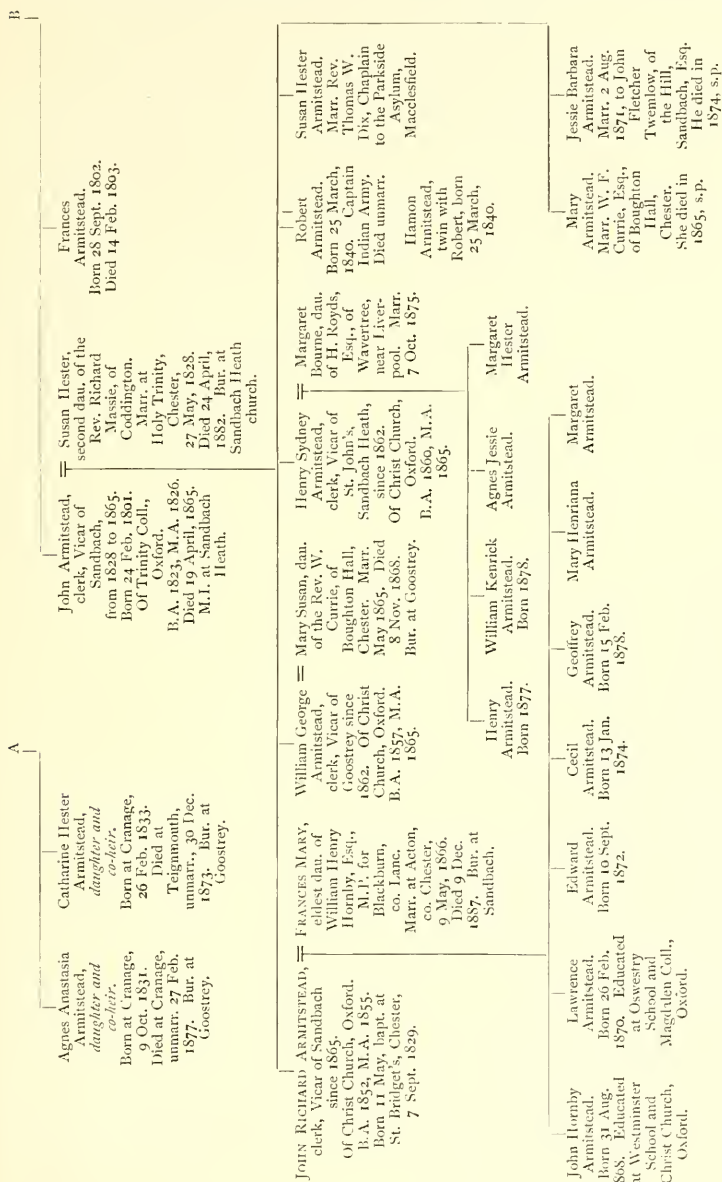 A
B
Agnes Anastasia
Armitstead,
daughter and
co-heir.
Born at Cranage,
9 Oct. 1831.
Died at Cranage,
unmarr. 27 Feb.
1877. Bur. at
Goostrey.
Catharine Hester
Armitstead,
daughter and
co-heir.
Born at Cranage,
26 Feb. 1833.
Died at
Teignmouth,
unmarr., 30 Dec.
1873. Bur. at
Goostrey.
John Armitstead,
clerk, Vicar of
Sandbach,
from 1828 to 1865.
Born 24 Feb. 1801.
Of Trinity Coll.,
Oxford.
B.A. 1823, M.A. 1826.
Died 19 April, 1865.
M.I. at Sandbach
Heath.
=
Susan Hester,
second dau. of the
Rev. Richard
Massie, of
Coddington.
Marr. at
Holy Trinity,
Chester,
27 May, 1828.
Died 24 April,
1882. Bur. at
Sandbach Heath
church.
Frances
Armitstead.
Born 28 Sept. 1802.
Died 14 Feb. 1803.
JOHN RICHARD ARMITSTEAD,
clerk, Vicar of Sandbach
since 1865.
Of Christ Church, Oxford.
B.A. 1852, M.A. 1855.
Born 11 May, bapt. at
St. Bridget's, Chester,
7 Sept. 1829.
=
FRANCES MARY,
eldest dau. of
William Henry
Hornby, Esq.,
M.P. for
Blackburn,
co. Lanc.
Marr. at Acton,
co. Chester,
9 May, 1866.
Died 9 Dec.
1887. Bur. at
Sandbach.
William George
Armitstead,
clerk, Vicar of
Goostrey since
1862. Of Christ
Church, Oxford.
B.A. 1857, M.A.
1865.
=
Mary Susan, dau.
of the Rev. W.
Currie, of
Boughton Hall,
Chester. Marr.
May 1865. Died
8 Nov. 1868.
Bur. at Goostrey.
Henry Sydney
Armitstead,
clerk, Vicar of
St. John's,
Sandbach Heath,
since 1862.
Of Christ Church,
Oxford.
B.A. 1860, M.A.
1865.
=
Margaret
Bourne, dau.
of H. Royds,
Esq., of
Wavertree,
near Liver-
pool. Marr.
7 Oct. 1875.
Robert
Armitstead.
Born 25 March,
1840. Captain
Indian Army.
Died unmarr.
Hamon
Armitstead,
twin with
Robert, born
25 March,
1840.
Susan Hester
Armitstead.
Marr. Rev.
Thomas W.
Dix, Chaplain
to the Parkside
Asylum,
Macclesfield.
Henry
Armitstead.
Born 1877.
William Kenrick
Armitstead.
Born 1878.
Agnes Jessie
Armitstead.
Margaret
Hester
Armitstead.
John Hornby
Armitstead.
Born 31 Aug.
1868. Educated
at Westminster
School and
Christ Church,
Oxford.
Lawrence
Armitstead.
Born 26 Feb.
1870. Educated
at Oswestry
School and
Magdalen Coll.,
Oxford.
Edward
Armitstead.
Born 10 Sept.
1872.
Cecil
Armitstead.
Born 13 Jan.
1874.
Geoffrey
Armitstead.
Born 15 Feb.
1878.
Mary Henriana
Armitstead.
Margaret
Armitstead.
Mary
Armitstead.
Marr. W. F.
Currie, Esq.,
of Boughton
Hall,
Chester.
She died in
1865, s.p.
Jessie Barbara
Armitstead.
Marr. 2 Aug.
1871, to John
Fletcher
Twemlow, of
the Hill,
Sandbach, Esq.
He died in
1874, s.p.